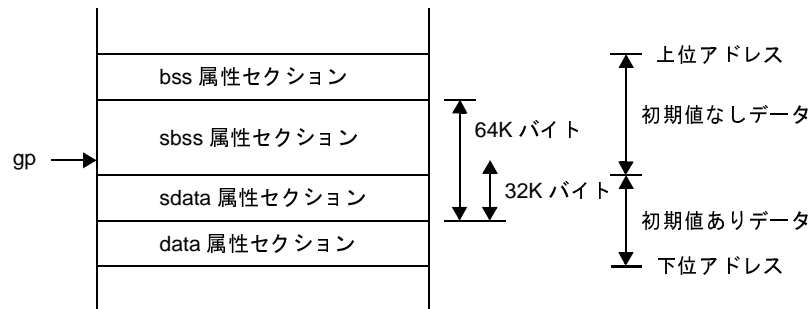 上位アドレス
bss 属性セクション
初期値なしデータ
64K バイト
sbss 属性セクション
gp
32K バイト
sdata 属性セクション
初期値ありデータ
data 属性セクション
下位アドレス